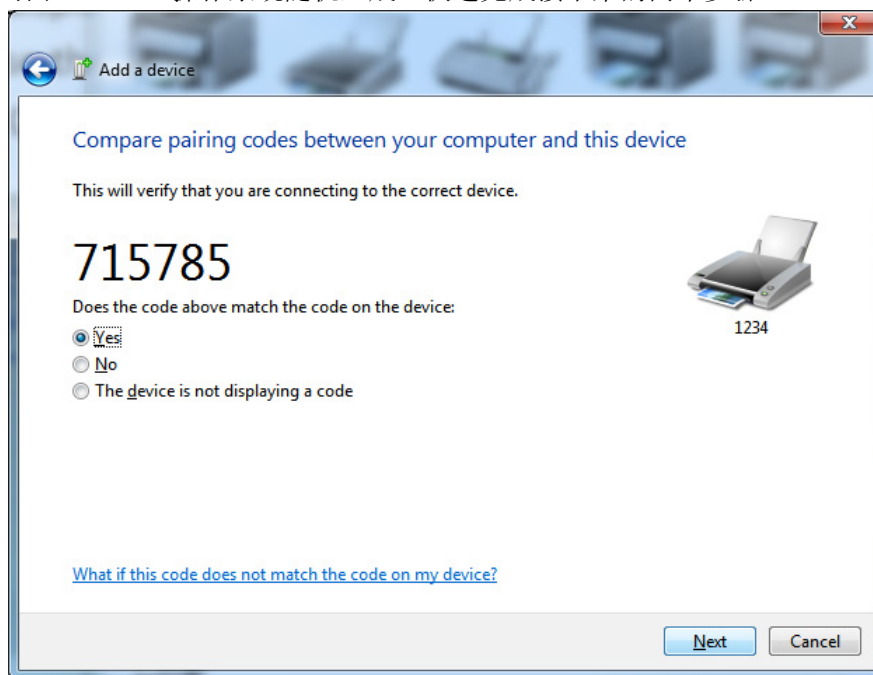 Add a device
Compare pairing codes between your computer and this device
This will verify that you are connecting to the correct device.
715785
Does the code above match the code on the device:
1234
Yes
No
The device is not displaying a code
What if this code does not match the code on my device?
Next
Cancel